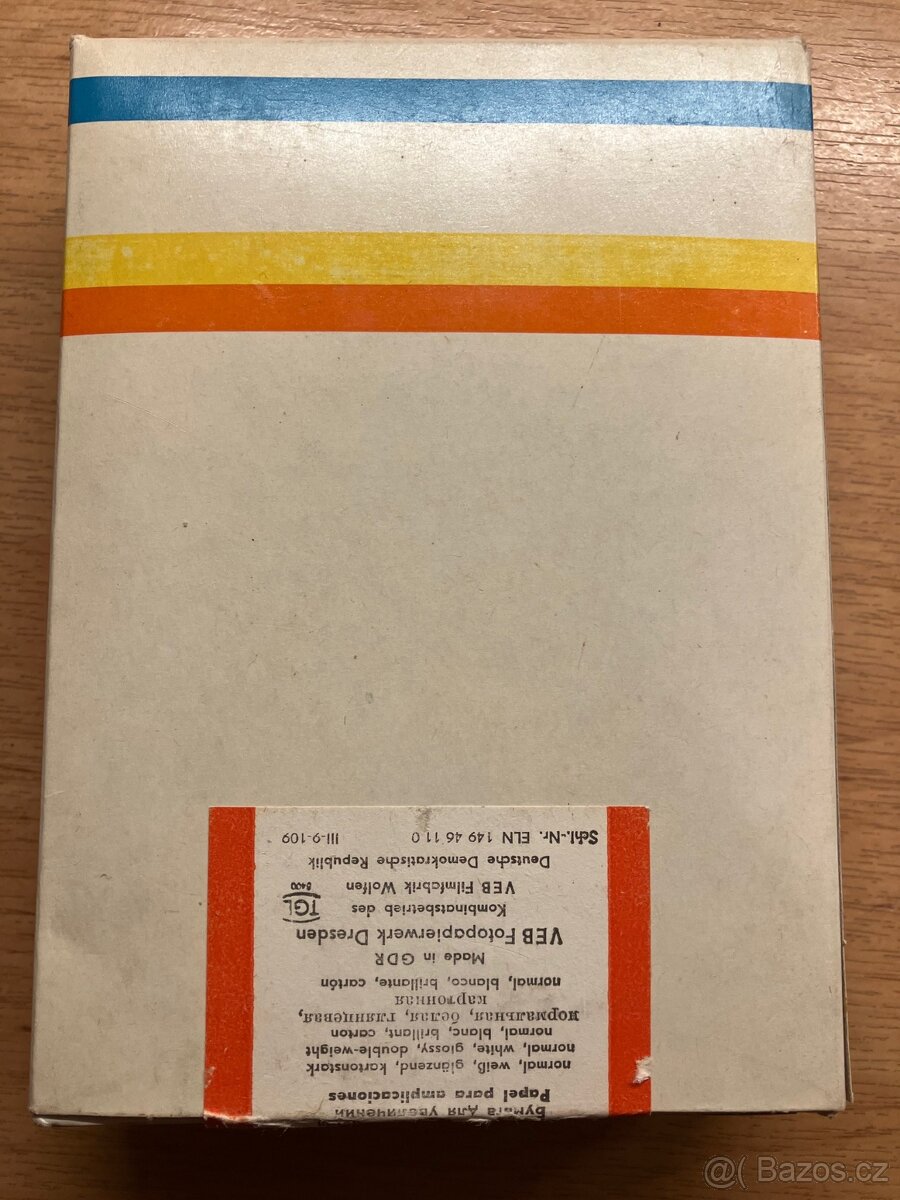 Бумага для увеличений
Papel para amplicaciones
normal, weiß, glänzend, kartonstark
normal, white, glossy, double-weight
normal, blanc, brillant, carton
нормальная, белая, глянцевая,
картонная
normal, blanco, brillante, cartón
Made in GDR
VEB Fotopapierwerk Dresden
Kombinatsbetrieb des
VEB Filmfabrik Wolfen
TGL
8400
Deutsche Demokratische Republik
Schl.-Nr. ELN 149 46 11 0 III-9-109
@( Bazos.cz